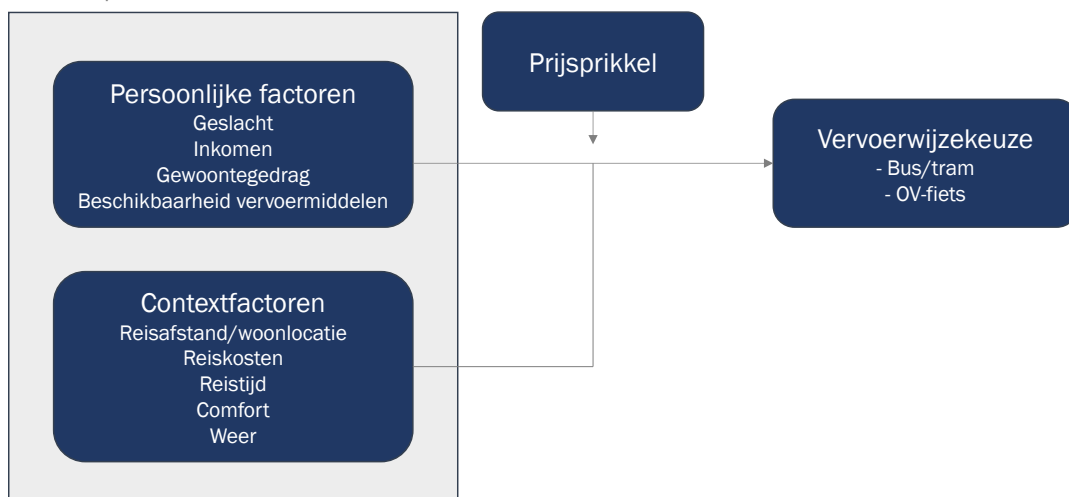 Persoonlijke factoren
Geslacht
Inkomen
Gewoontegedrag
Beschikbaarheid vervoermiddelen
Contextfactoren
Reisafstand/woonlocatie
Reiskosten
Reistijd
Comfort
Weer
Prijsprikkel
Vervoerwijzekeuze
- Bus/tram
- OV-fiets